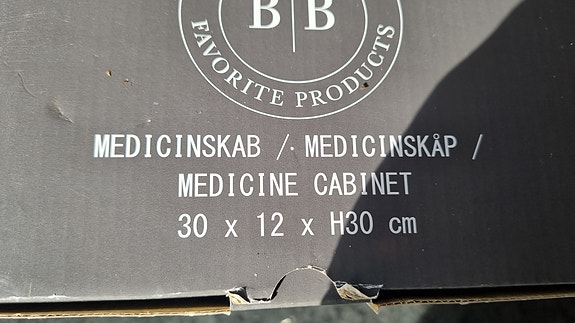 B|B
FAVORITE PRODUCTS
MEDICINSKAB / MEDICINSKÅP /
MEDICINE CABINET
30 x 12 x H30 cm